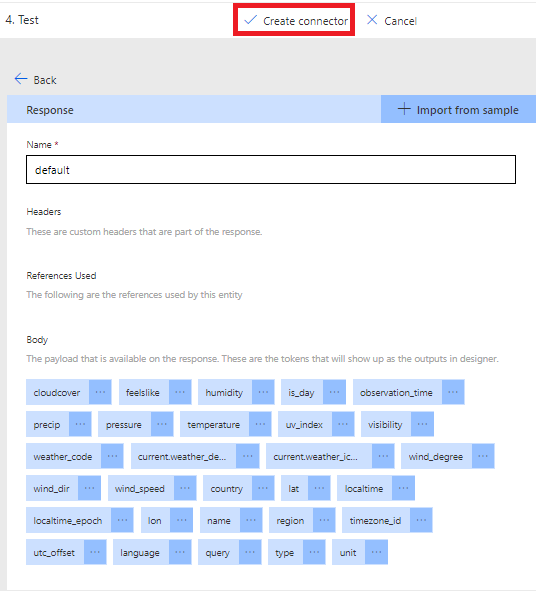 4. Test Create connector Cancel
Back
Response Import from sample
Name *
default
Headers
These are custom headers that are part of the response.
References Used
The following are the references used by this entity
Body
The payload that is available on the response. These are the tokens that will show up as the outputs in designer.
cloudcover ... feelslike ... humidity ... is_day ... observation_time ...
precip ... pressure ... temperature ... uv_index ... visibility ...
weather_code ... current.weather_de... ... current.weather_ic... ... wind_degree ...
wind_dir ... wind_speed ... country ... lat ... localtime ...
localtime_epoch ... lon ... name ... region ... timezone_id ...
utc_offset ... language ... query ... type ... unit ...